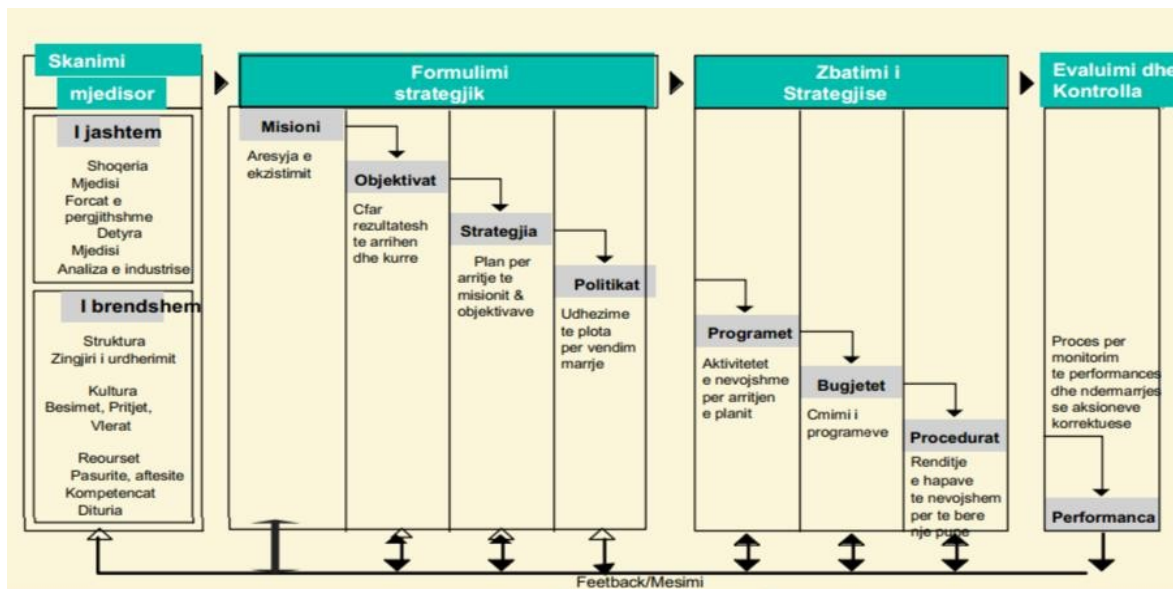 Skanimi
mjedisor
I jashtem
Shoqeria
Mjedisi
Forcat e
pergjithshme
Detyra
Mjedisi
Analiza e industrise
I brendshem
Struktura
Zingjiri i urdherimit
Kultura
Besimet, Pritjet,
Vlerat
Reourset
Pasurite, aftesite
Kompetencat
Dituria
Formulimi
strategjik
Misioni
Aresyja e
ekzistimit
Objektivat
Cfar
rezultatesh
te arrihen
dhe kurre
Strategjia
Plan per
arritje te
misionit &
objektivave
Politikat
Udhezime
te plota
per vendim
marrje
Zbatimi i
Strategjise
Programet
Aktivitetet
e nevojshme
per arritjen
e planit
Bugjetet
Cmimi i
programeve
Procedurat
Renditje
e hapave
te nevojshem
per te bere
nje pune
Evaluimi dhe
Kontrolla
Proces per
monitorim
te performances
dhe ndermarrjes
se aksioneve
korrektuese
Performanca
Feetback/Mesimi